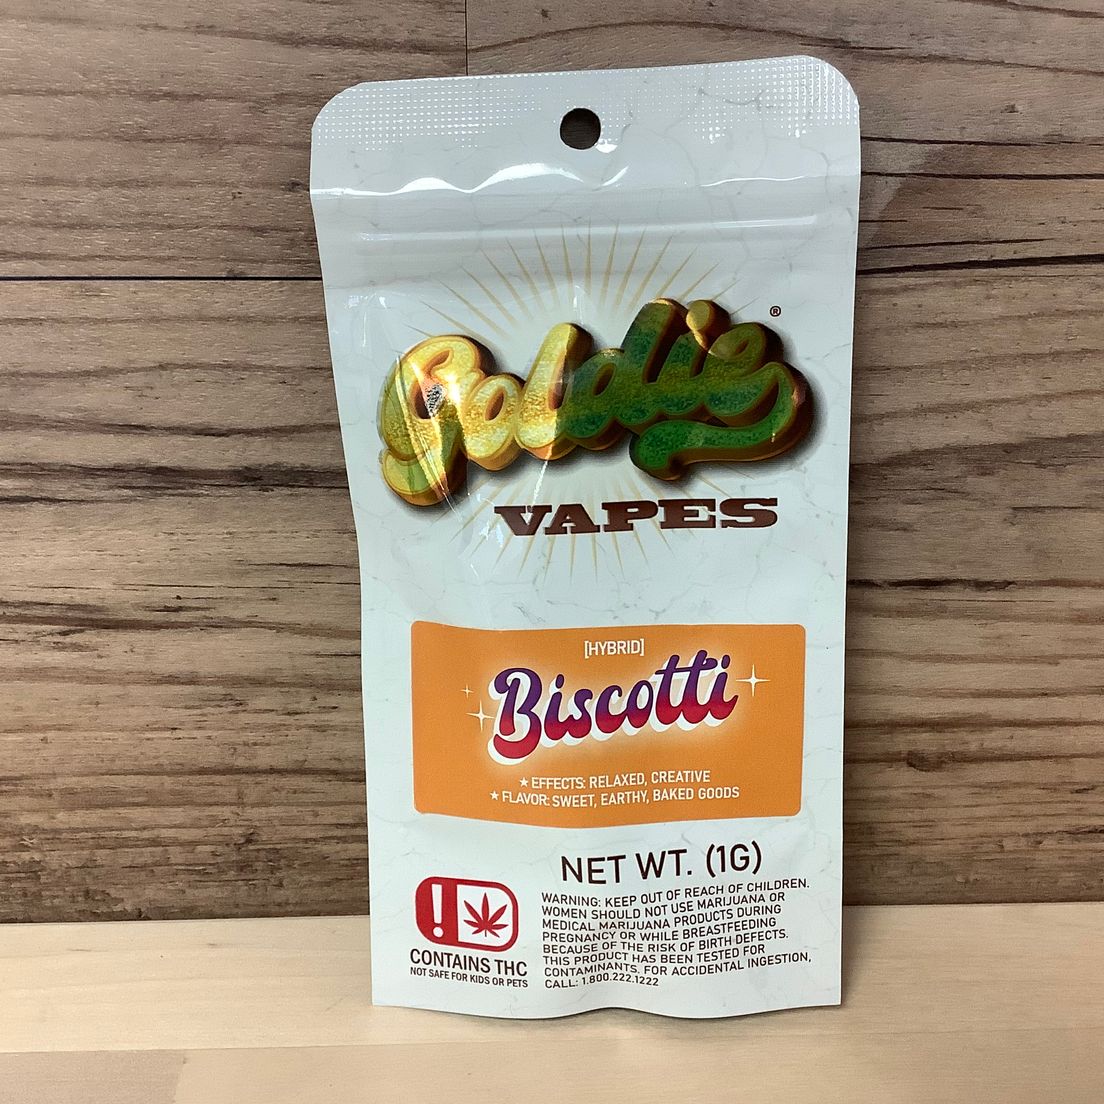 Goldie®
VAPES
[HYBRID]
Biscotti
★ EFFECTS: RELAXED, CREATIVE
★ FLAVOR: SWEET, EARTHY, BAKED GOODS
NET WT. (1G)
!
CONTAINS THC
NOT SAFE FOR KIDS OR PETS
WARNING: KEEP OUT OF REACH OF CHILDREN.
WOMEN SHOULD NOT USE MARIJUANA OR
MEDICAL MARIJUANA PRODUCTS DURING
PREGNANCY OR WHILE BREASTFEEDING
BECAUSE OF THE RISK OF BIRTH DEFECTS.
THIS PRODUCT HAS BEEN TESTED FOR
CONTAMINANTS. FOR ACCIDENTAL INGESTION,
CALL: 1.800.222.1222